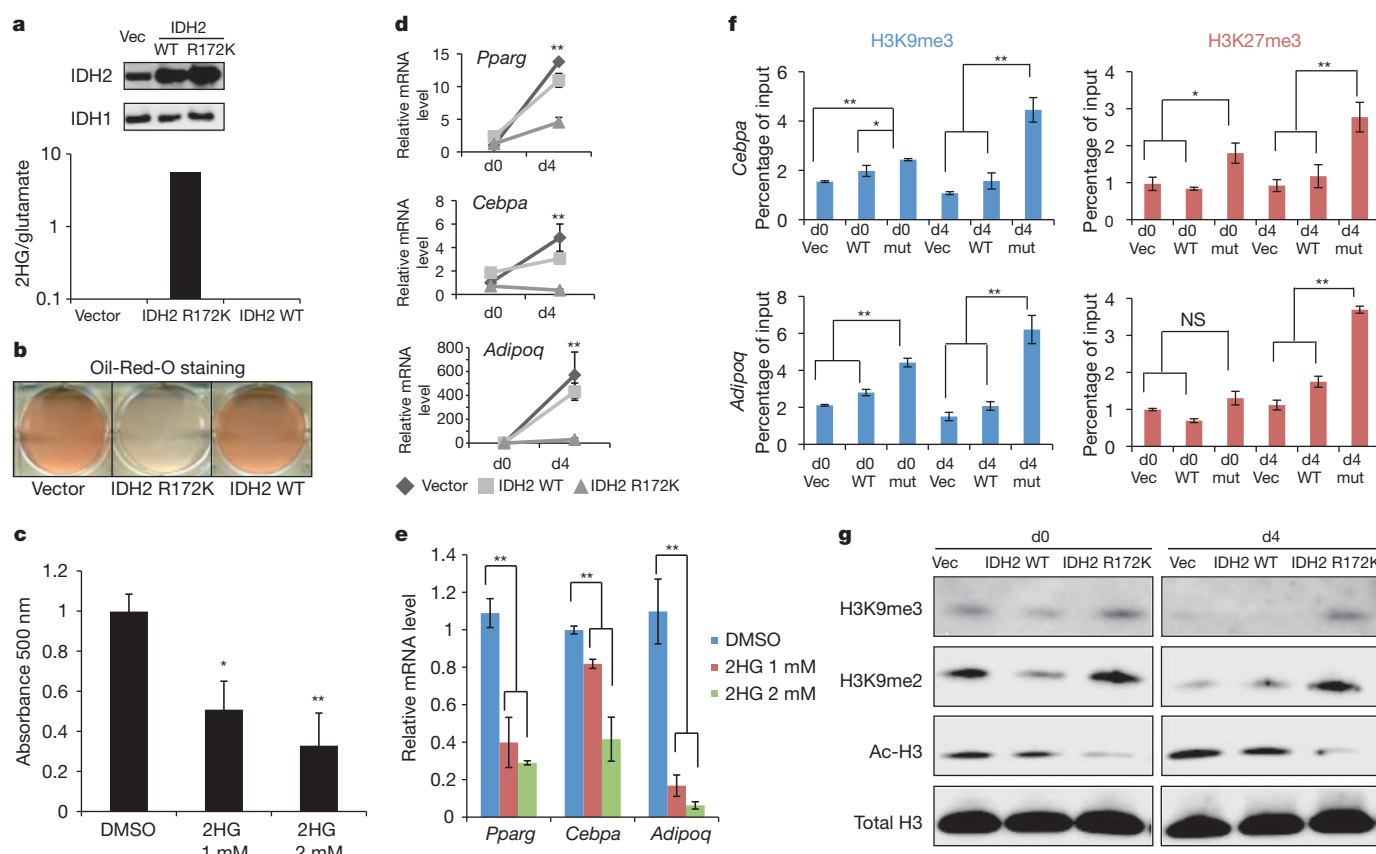 a
Vec
IDH2
WT R172K
IDH2
IDH1
10
1
0.1
2HG/glutamate
Vector
IDH2 R172K
IDH2 WT
b
Oil-Red-O staining
Vector
IDH2 R172K
IDH2 WT
c
Absorbance 500 nm
1.2
1
0.8
0.6
0.4
0.2
0
*
**
DMSO
2HG
1 mM
2HG
2 mM
d
Relative mRNA
level
Pparg
**
15
10
5
0
d0
d4
Relative mRNA
level
Cebpa
**
8
6
4
2
0
d0
d4
Relative mRNA
level
Adipoq
**
800
600
400
200
0
d0
d4
Vector
IDH2 WT
IDH2 R172K
e
Relative mRNA level
1.4
1.2
1.0
0.8
0.6
0.4
0.2
0
**
**
**
DMSO
2HG 1 mM
2HG 2 mM
Pparg
Cebpa
Adipoq
f
H3K9me3
H3K27me3
Cebpa
Percentage of input
6
4
2
0
**
*
**
d0 d0 d0 d4 d4 d4
Vec WT mut Vec WT mut
Percentage of input
4
3
2
1
0
*
**
d0 d0 d0 d4 d4 d4
Vec WT mut Vec WT mut
Adipoq
Percentage of input
8
6
4
2
0
**
**
d0 d0 d0 d4 d4 d4
Vec WT mut Vec WT mut
Percentage of input
4
3
2
1
0
NS
**
d0 d0 d0 d4 d4 d4
Vec WT mut Vec WT mut
g
d0
d4
Vec IDH2 WT IDH2 R172K
Vec IDH2 WT IDH2 R172K
H3K9me3
H3K9me2
Ac-H3
Total H3